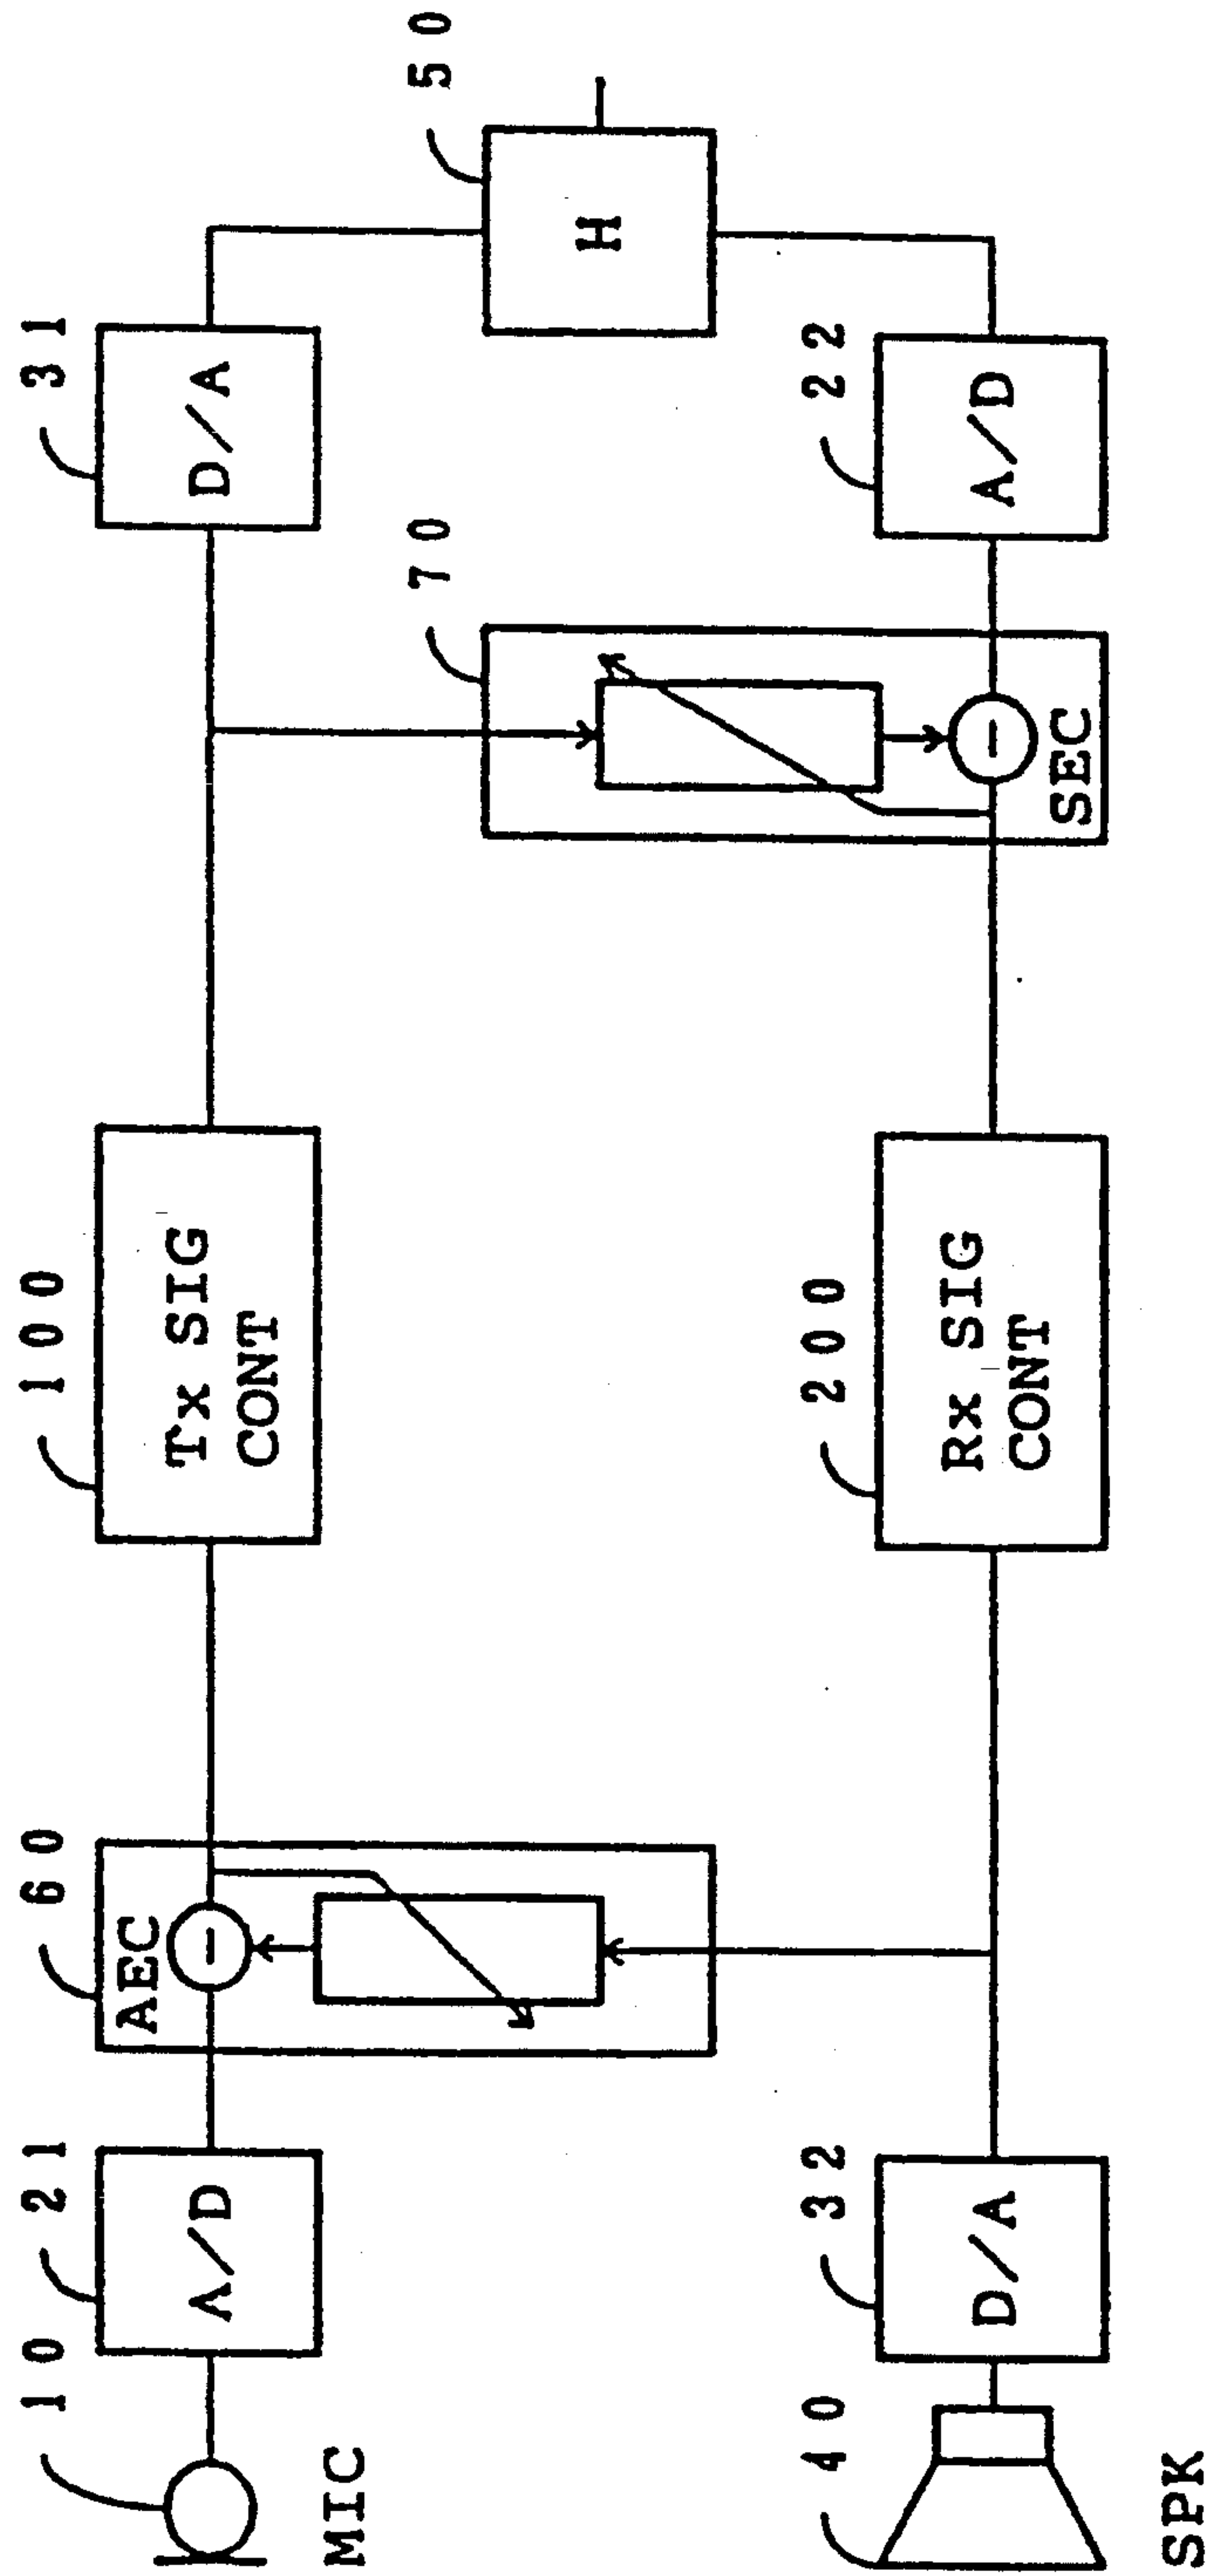 10
MIC
21
A/D
60
AEC
100
Tx SIG
CONT
31
D/A
50
H
70
SEC
40
SPK
32
D/A
200
Rx SIG
CONT
22
A/D